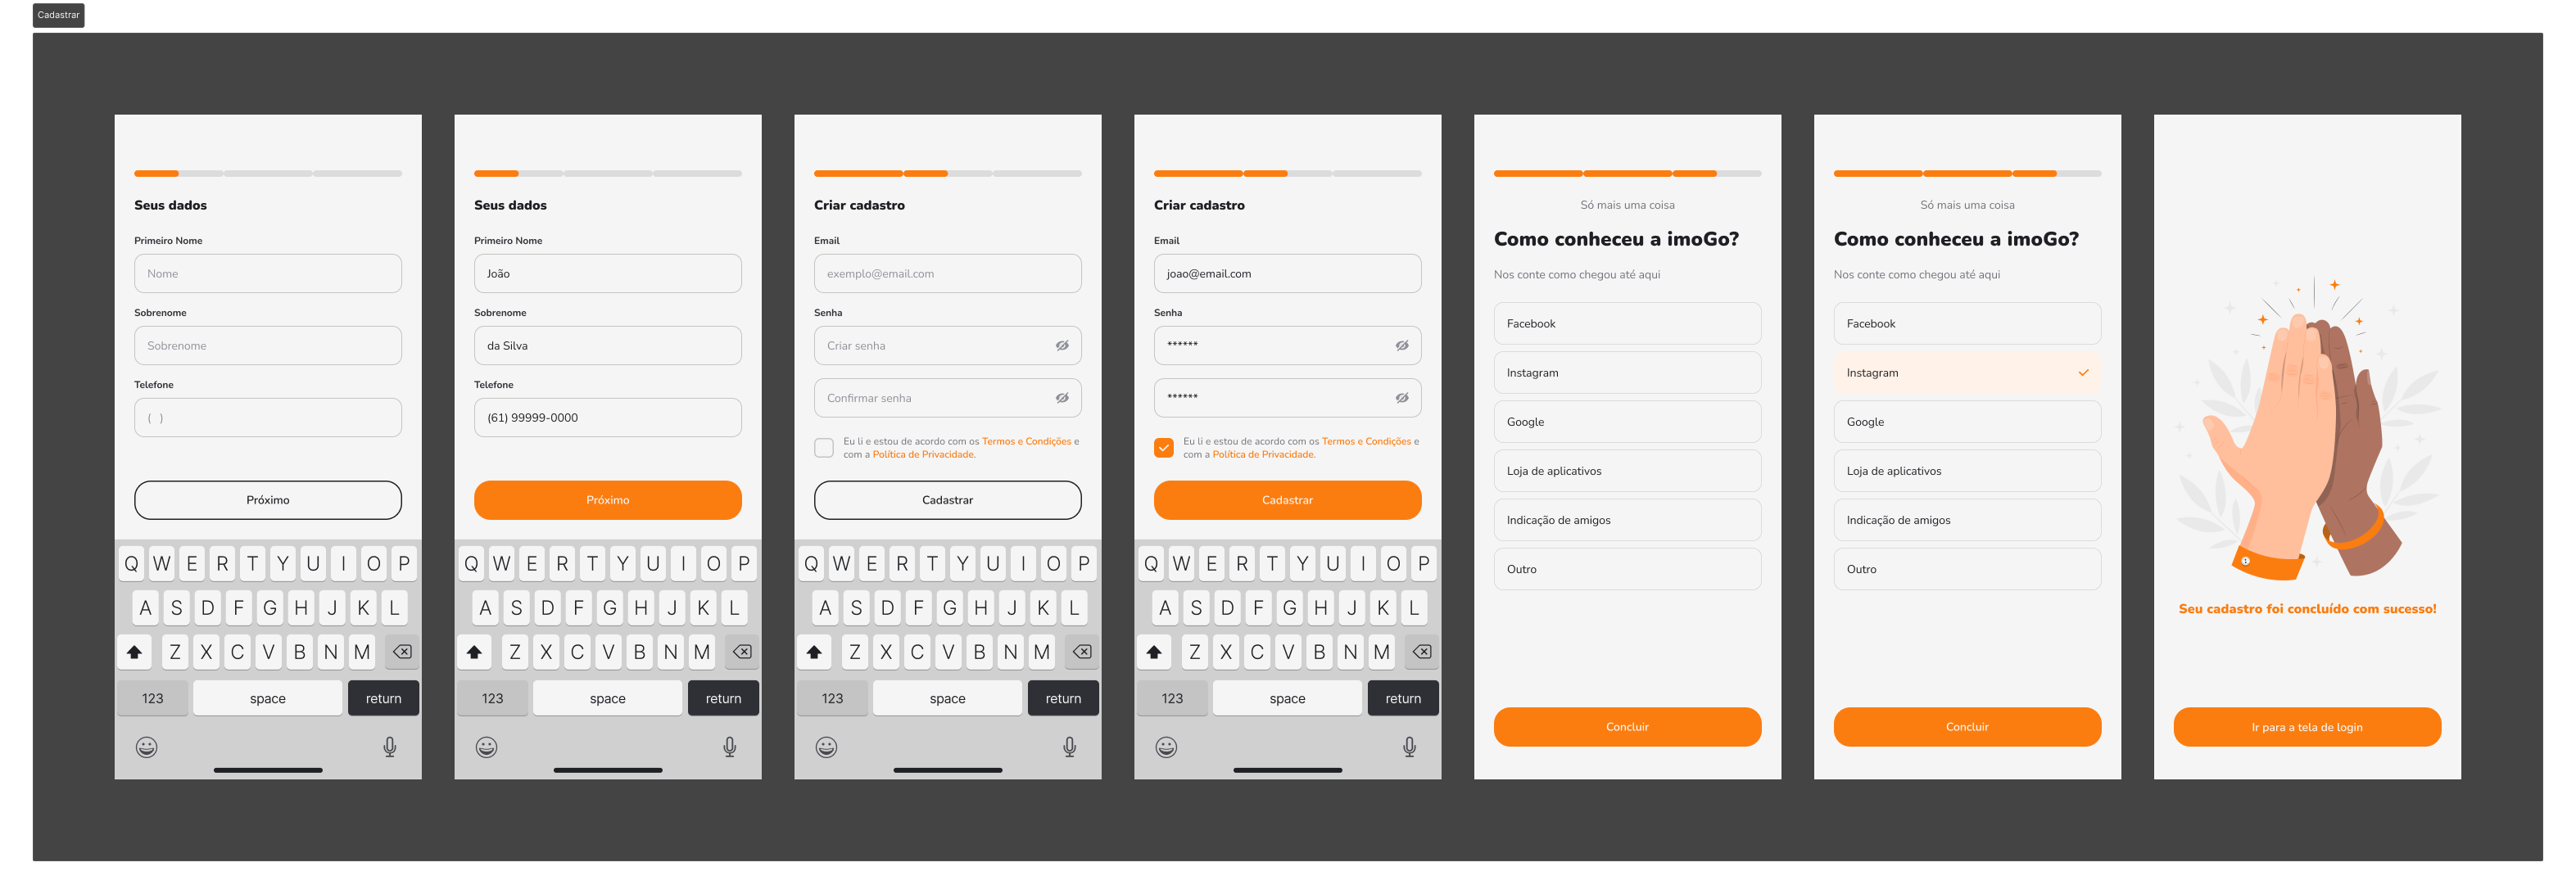 Cadastrar
Seus dados
Primeiro Nome
Nome
Sobrenome
Sobrenome
Telefone
( )
Próximo
Q W E R T Y U I O P
A S D F G H J K L
Z X C V B N M
123 space return
Seus dados
Primeiro Nome
João
Sobrenome
da Silva
Telefone
(61) 99999-0000
Próximo
Q W E R T Y U I O P
A S D F G H J K L
Z X C V B N M
123 space return
Criar cadastro
Email
exemplo@email.com
Senha
Criar senha
Confirmar senha
Eu li e estou de acordo com os Termos e Condições e
com a Política de Privacidade.
Cadastrar
Q W E R T Y U I O P
A S D F G H J K L
Z X C V B N M
123 space return
Criar cadastro
Email
joao@email.com
Senha
******
******
Eu li e estou de acordo com os Termos e Condições e
com a Política de Privacidade.
Cadastrar
Q W E R T Y U I O P
A S D F G H J K L
Z X C V B N M
123 space return
Só mais uma coisa
Como conheceu a imoGo?
Nos conte como chegou até aqui
Facebook
Instagram
Google
Loja de aplicativos
Indicação de amigos
Outro
Concluir
Só mais uma coisa
Como conheceu a imoGo?
Nos conte como chegou até aqui
Facebook
Instagram
Google
Loja de aplicativos
Indicação de amigos
Outro
Concluir
Seu cadastro foi concluído com sucesso!
Ir para a tela de login